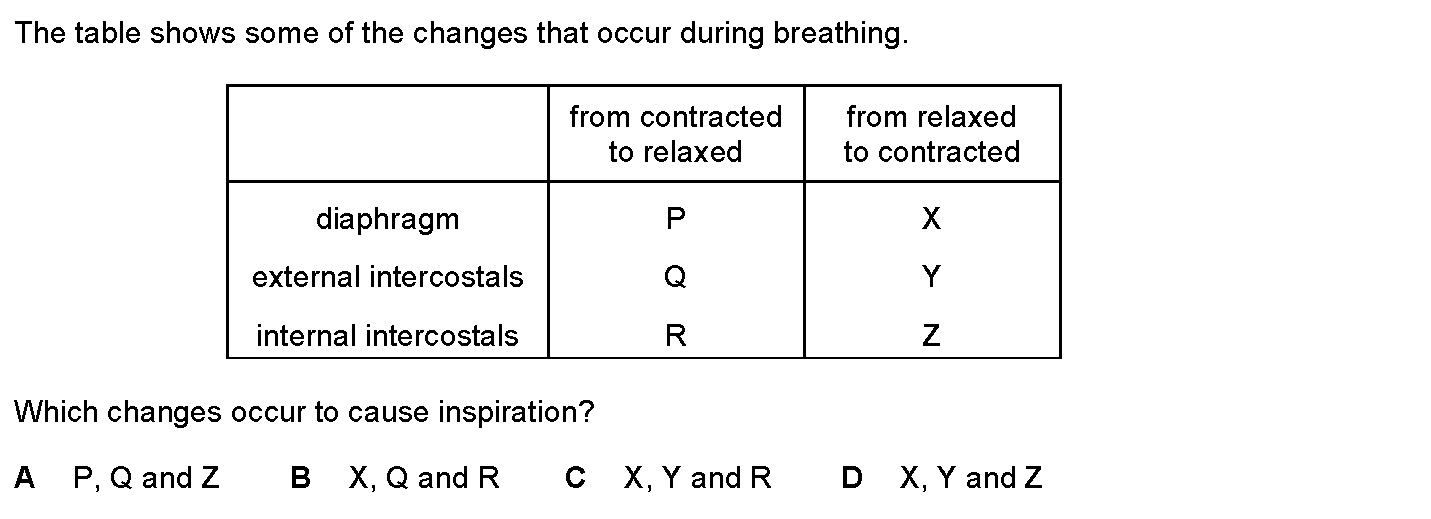 The table shows some of the changes that occur during breathing.
from contracted to relaxed
from relaxed to contracted
diaphragm P X
external intercostals Q Y
internal intercostals R Z
Which changes occur to cause inspiration?
A P, Q and Z B X, Q and R C X, Y and R D X, Y and Z